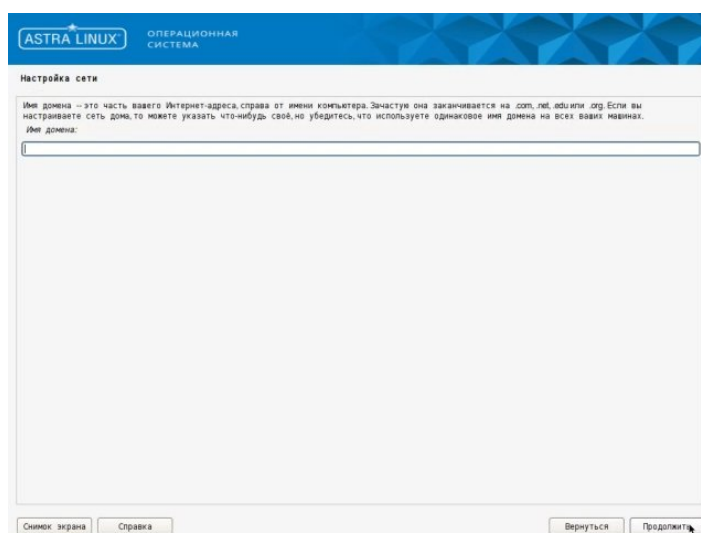 ASTRA LINUX®
ОПЕРАЦИОННАЯ
СИСТЕМА
Настройка сети
Имя домена — это часть вашего Интернет-адреса, справа от имени компьютера. Зачастую она заканчивается на .com, .net, .edu или .org. Если вы
настраиваете сеть дома, то можете указать что-нибудь своё, но убедитесь, что используете одинаковое имя домена на всех ваших машинах.
Имя домена:
Снимок экрана Справка Вернуться Продолжить